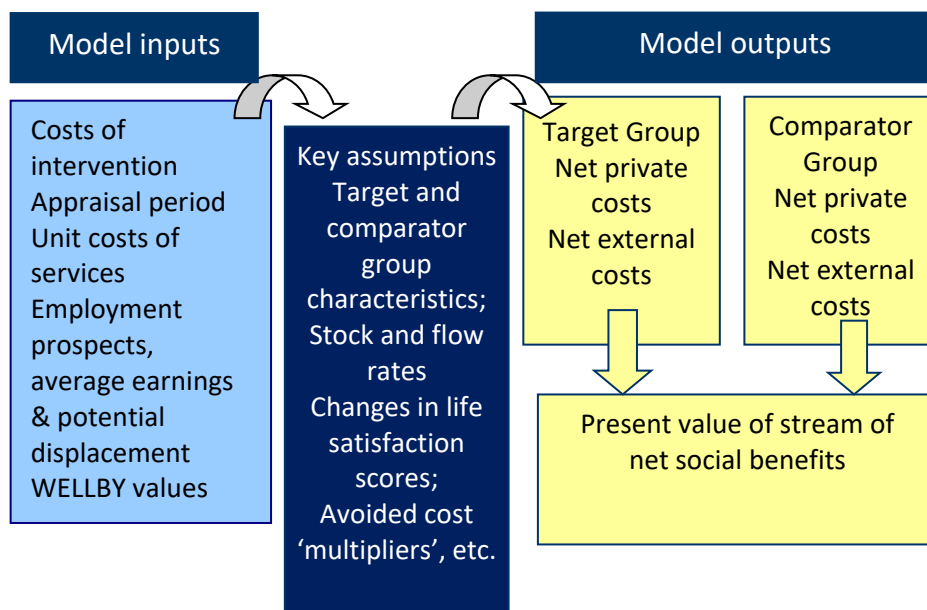 Model inputs
Model outputs
Costs of
intervention
Appraisal period
Unit costs of
services
Employment
prospects,
average earnings
& potential
displacement
WELLBY values
Key assumptions
Target and
comparator
group
characteristics;
Stock and flow
rates
Changes in life
satisfaction
scores;
Avoided cost
‘multipliers’, etc.
Target Group
Net private
costs
Net external
costs
Comparator
Group
Net private
costs
Net external
costs
Present value of stream of
net social benefits